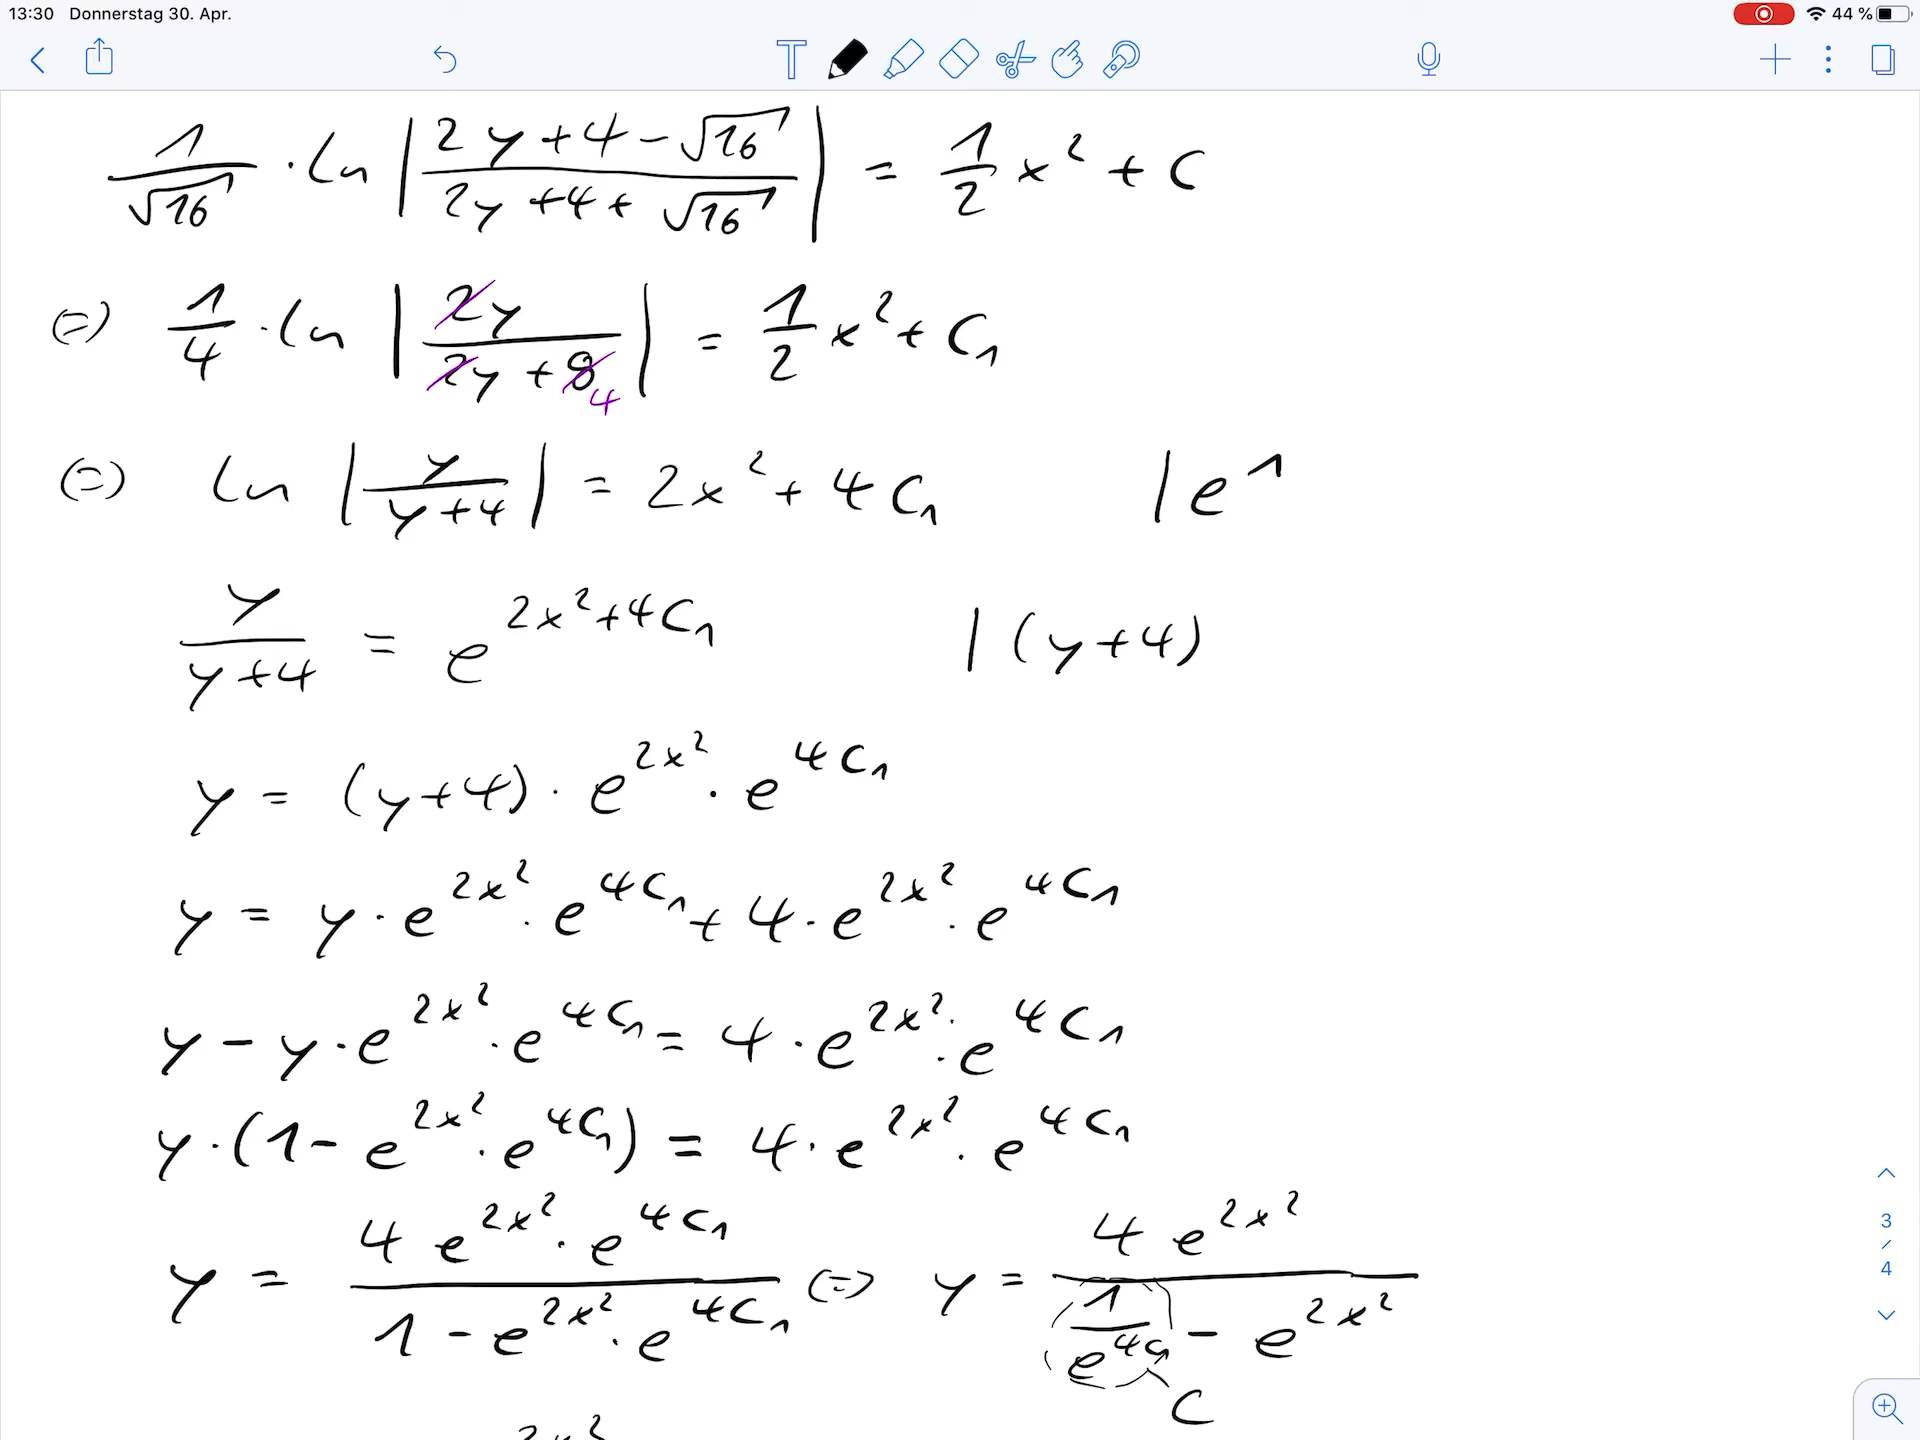 13:30 Donnerstag 30. Apr. 44 %
1/√16 · ln |(2y+4-√16)/(2y+4+√16)| = 1/2 x² + C
(=) 1/4 · ln |2y/(2y+8)| = 1/2 x² + C₁
4
(=) ln |y/(y+4)| = 2x² + 4C₁ | e^1
y/(y+4) = e^(2x²+4C₁) | (y+4)
y = (y+4) · e^(2x²) · e^(4C₁)
y = y · e^(2x²) · e^(4C₁) + 4 · e^(2x²) · e^(4C₁)
y - y · e^(2x²) · e^(4C₁) = 4 · e^(2x²) · e^(4C₁)
y · (1 - e^(2x²) · e^(4C₁)) = 4 · e^(2x²) · e^(4C₁)
y = (4 e^(2x²) · e^(4C₁))/(1 - e^(2x²) · e^(4C₁)) (=) y = (4 e^(2x²))/(1/e^(4C₁) - e^(2x²))
C
2x²
3/4